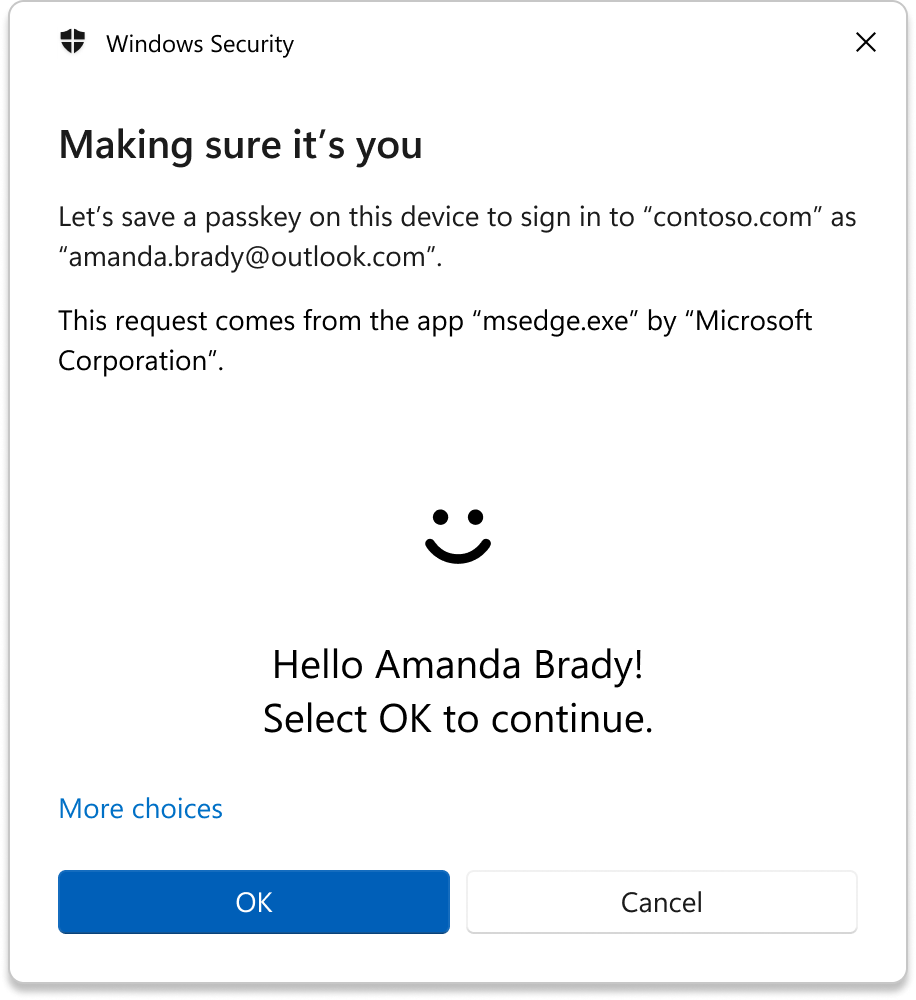 Windows Security
Making sure it’s you
Let’s save a passkey on this device to sign in to “contoso.com” as
“amanda.brady@outlook.com”.
This request comes from the app “msedge.exe” by “Microsoft
Corporation”.
Hello Amanda Brady!
Select OK to continue.
More choices
OK
Cancel